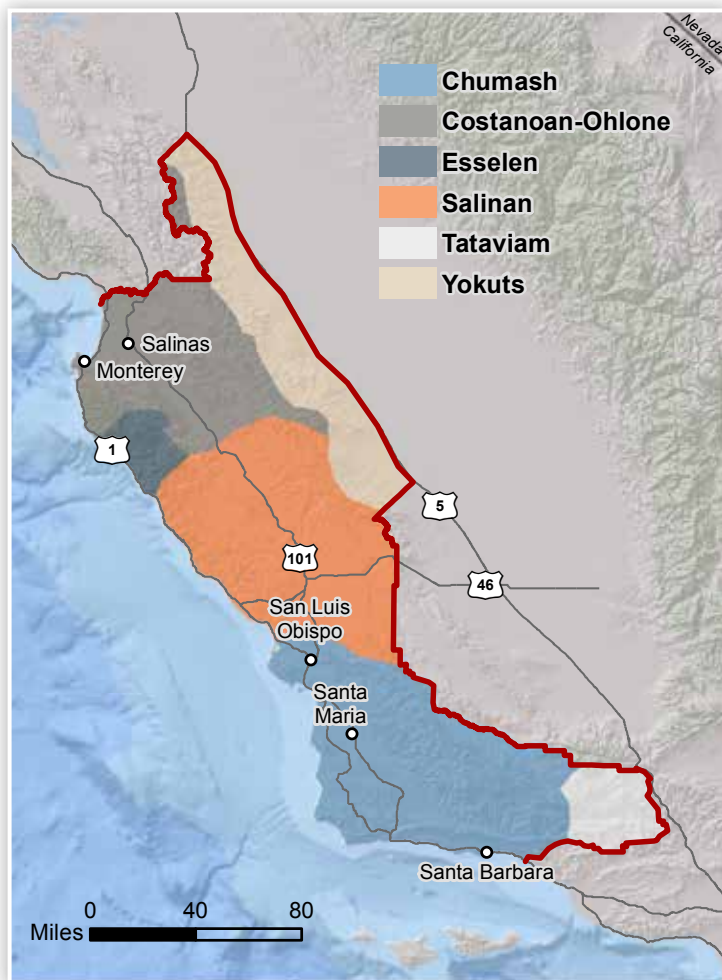 Nevada
California
Chumash
Costanoan-Ohlone
Esselen
Salinan
Tataviam
Yokuts
Salinas
Monterey
1
5
101
46
San Luis
Obispo
Santa
Maria
Santa Barbara
0 40 80
Miles